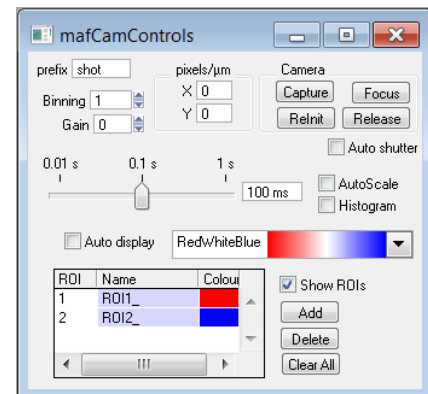 mafCamControls
prefix shot pixels/µm Camera
Binning 1 X 0 Capture Focus
Gain 0 Y 0 ReInit Release
Auto shutter
0.01 s 0.1 s 1 s
100 ms AutoScale
Histogram
Auto display RedWhiteBlue
ROI Name Colour Show ROIs
1 ROI1_
2 ROI2_ Add
Delete
Clear All